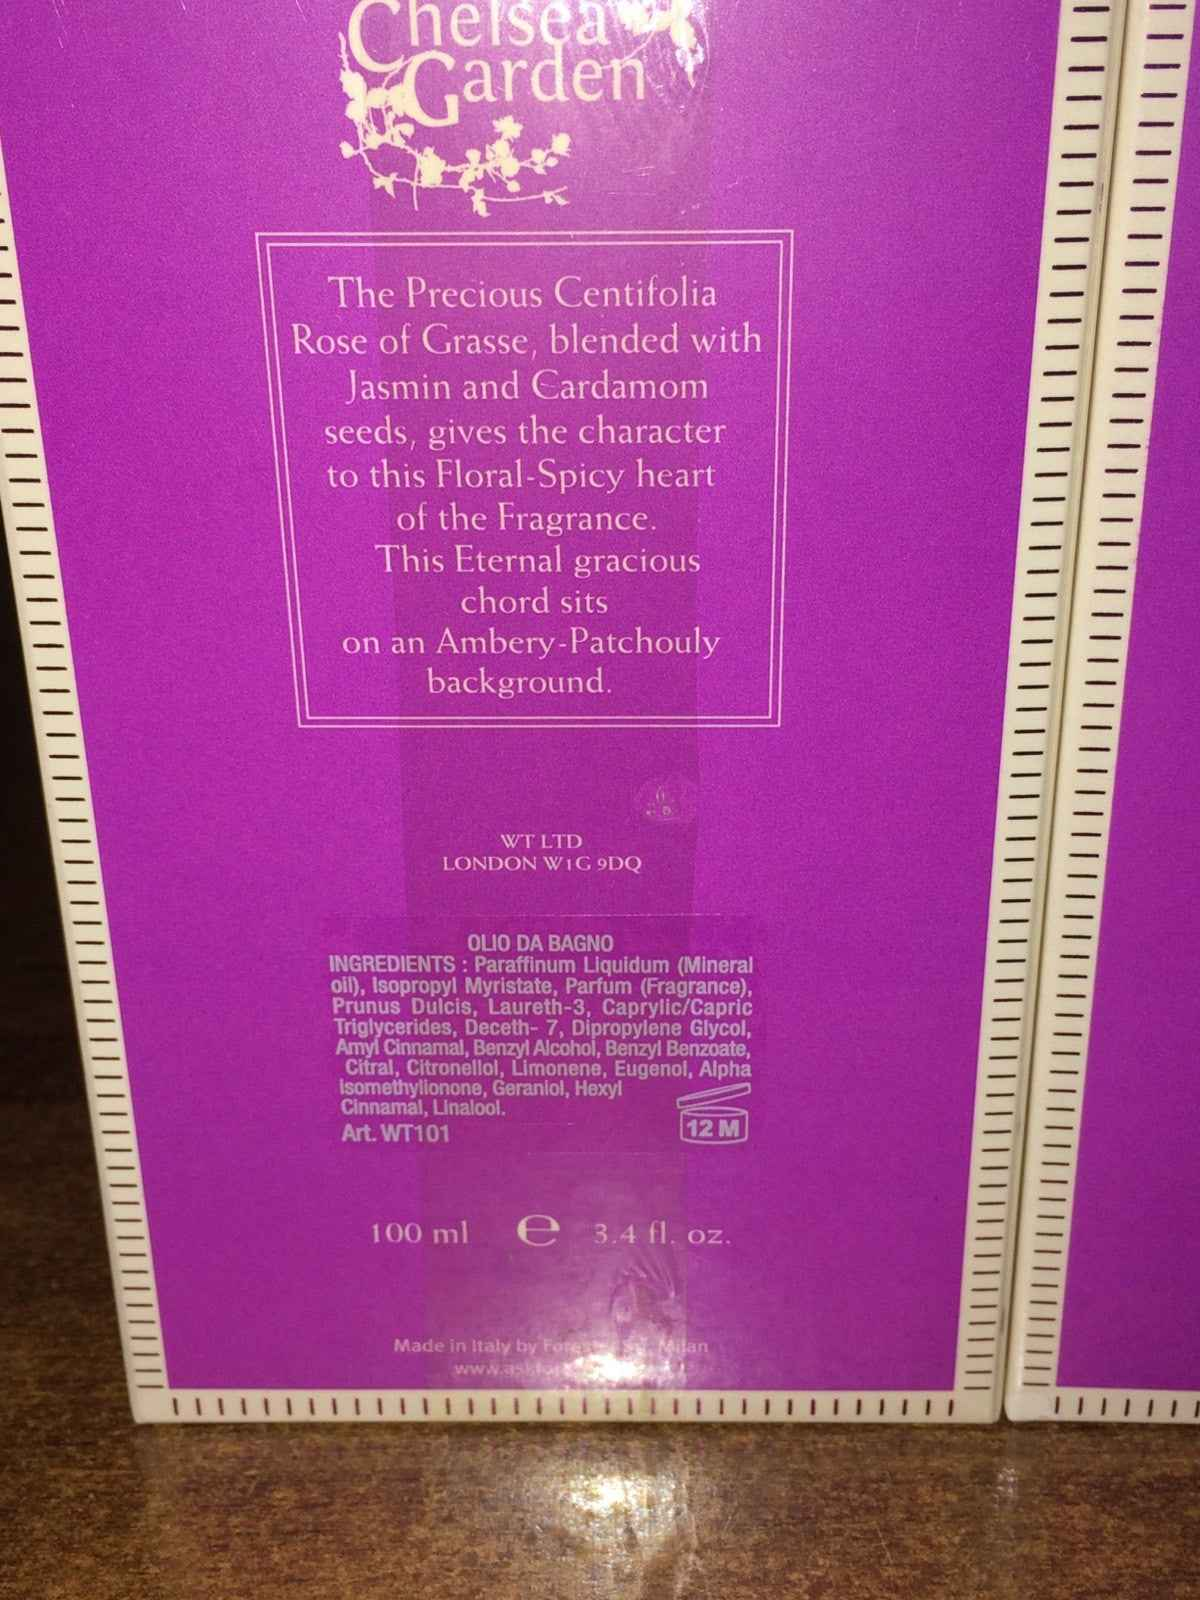 Chelsea
Garden
The Precious Centifolia
Rose of Grasse, blended with
Jasmin and Cardamom
seeds, gives the character
to this Floral-Spicy heart
of the Fragrance.
This Eternal gracious
chord sits
on an Ambery-Patchouly
background.
WT LTD
LONDON W1G 9DQ
OLIO DA BAGNO
INGREDIENTS : Paraffinum Liquidum (Mineral
oil), Isopropyl Myristate, Parfum (Fragrance),
Prunus Dulcis, Laureth-3, Caprylic/Capric
Triglycerides, Deceth- 7, Dipropylene Glycol,
Amyl Cinnamal, Benzyl Alcohol, Benzyl Benzoate,
Citral, Citronellol, Limonene, Eugenol, Alpha
Isomethylionone, Geraniol, Hexyl
Cinnamal, Linalool.
Art. WT101
12 M
100 ml e 3.4 fl. oz.
Made in Italy by Milan